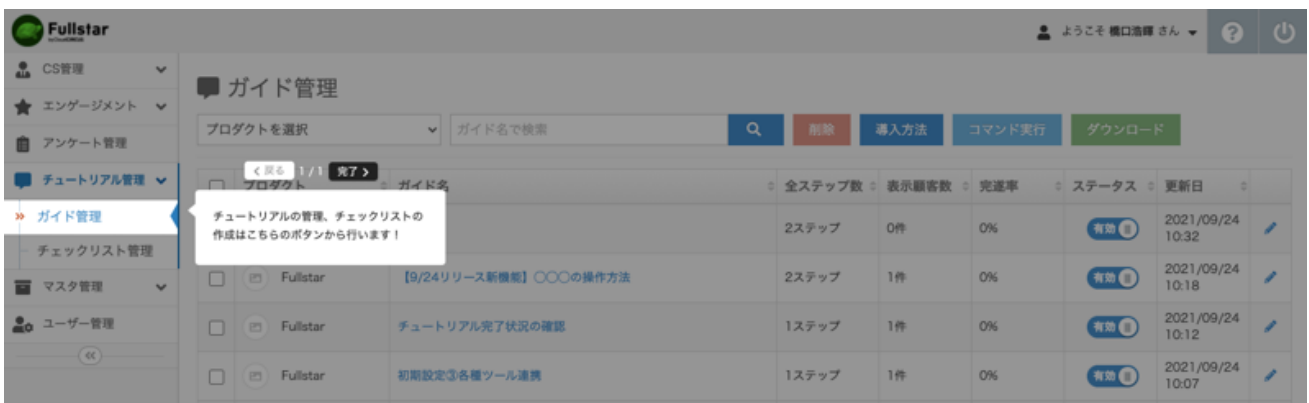 Fullstar
ようこそ 橋口浩暉 さん
CS管理
エンゲージメント
アンケート管理
チュートリアル管理
ガイド管理
チェックリスト管理
マスタ管理
ユーザー管理
ガイド管理
プロダクトを選択
ガイド名で検索
削除
導入方法
コマンド実行
ダウンロード
戻る 1 / 1 完了
プロダクト ガイド名 全ステップ数 表示顧客数 完遂率 ステータス 更新日
チュートリアルの管理、チェックリストの
作成はこちらのボタンから行います！
2ステップ 0件 0% 有効 2021/09/24
10:32
Fullstar 【9/24リリース新機能】〇〇〇の操作方法 2ステップ 1件 0% 有効 2021/09/24
10:18
Fullstar チュートリアル完了状況の確認 1ステップ 1件 0% 有効 2021/09/24
10:12
Fullstar 初期設定③各種ツール連携 1ステップ 1件 0% 有効 2021/09/24
10:07